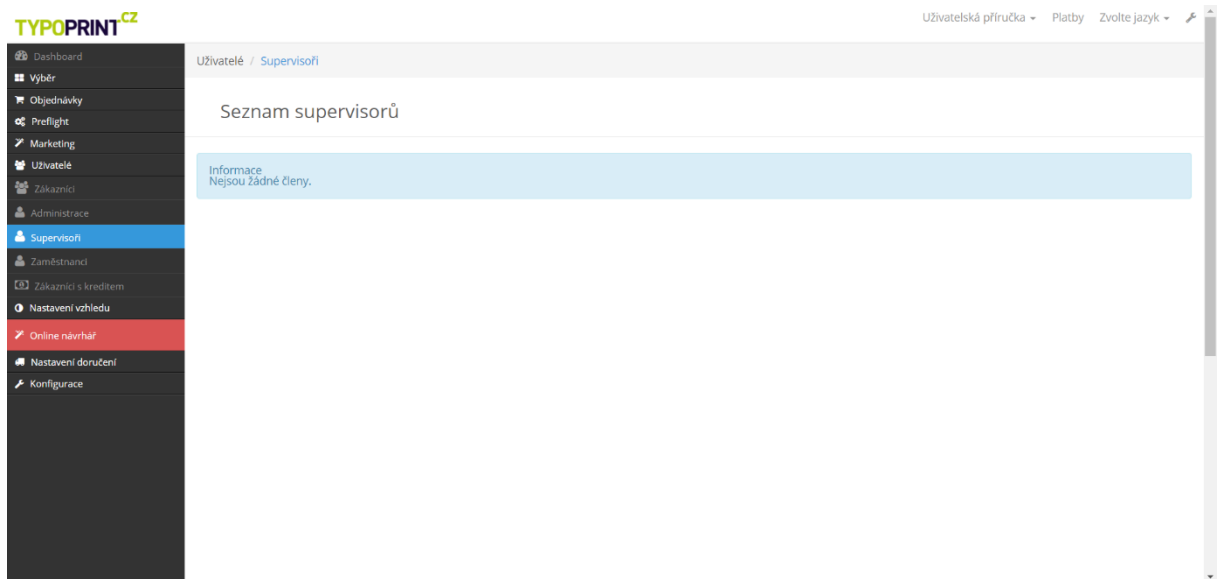 TYPOPRINT.CZ
Uživatelská příručka Platby Zvolte jazyk
Dashboard
Výběr
Objednávky
Preflight
Marketing
Uživatelé
Zákazníci
Administrace
Supervisoři
Zaměstnanci
Zákazníci s kreditem
Nastavení vzhledu
Online návrhář
Nastavení doručení
Konfigurace
Uživatelé / Supervisoři
Seznam supervisorů
Informace
Nejsou žádné členy.